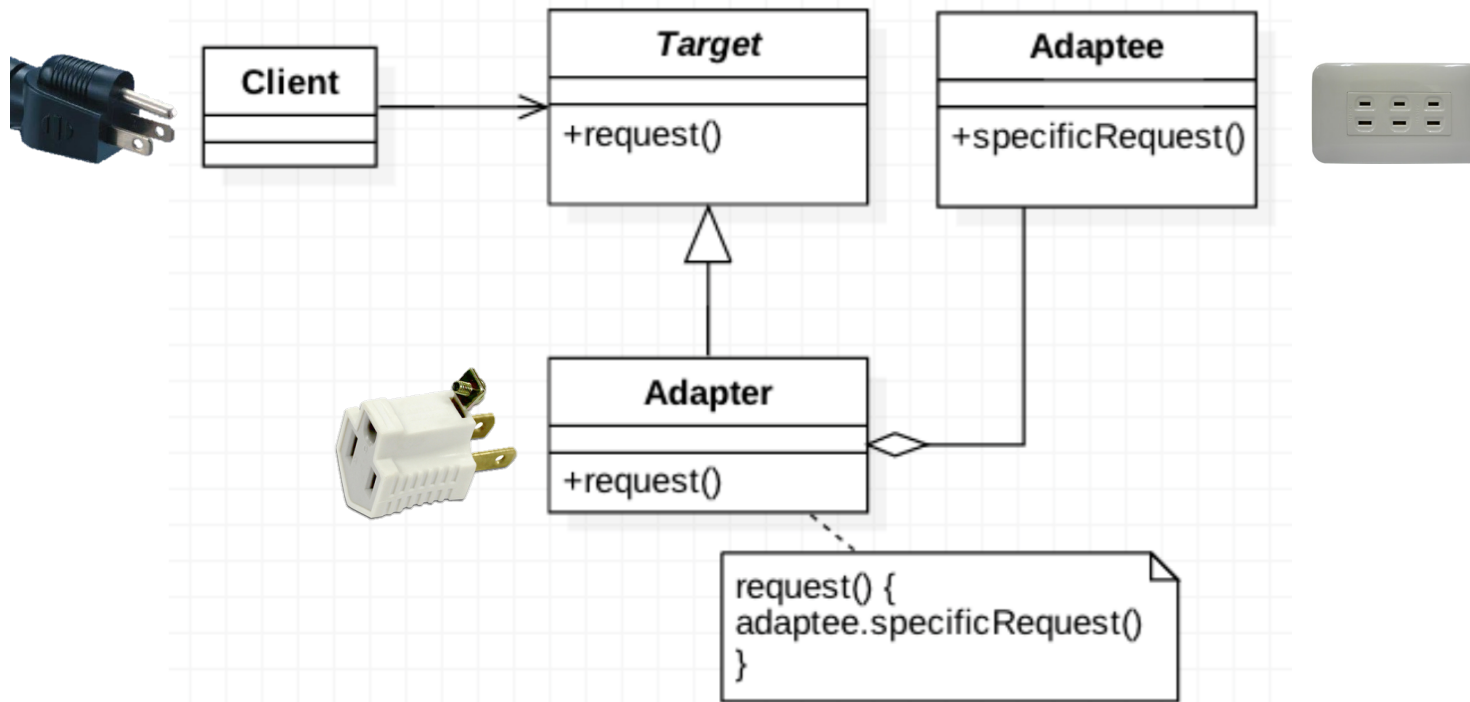 Client
Target
+request()
Adaptee
+specificRequest()
Adapter
+request()
request() {
adaptee.specificRequest()
}